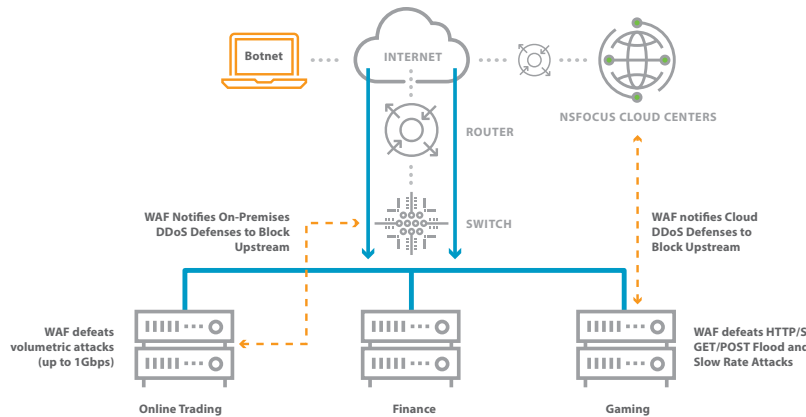 Botnet
INTERNET
NSFOCUS CLOUD CENTERS
ROUTER
WAF Notifies On-Premises
DDoS Defenses to Block
Upstream
SWITCH
WAF notifies Cloud
DDoS Defenses to
Block Upstream
WAF defeats
volumetric attacks
(up to 1Gbps)
WAF defeats HTTP/S
GET/POST Flood and
Slow Rate Attacks
Online Trading
Finance
Gaming